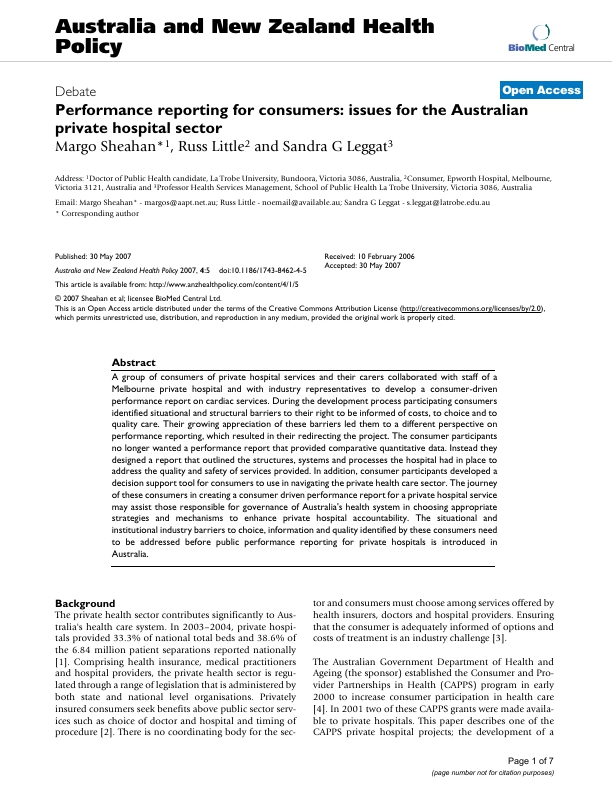 Australia and New Zealand Health
Policy
BioMed Central
Debate
Open Access
Performance reporting for consumers: issues for the Australian
private hospital sector
Margo Sheahan*1, Russ Little2 and Sandra G Leggat3
Address: 1Doctor of Public Health candidate, La Trobe University, Bundoora, Victoria 3086, Australia, 2Consumer, Epworth Hospital, Melbourne,
Victoria 3121, Australia and 3Professor Health Services Management, School of Public Health La Trobe University, Victoria 3086, Australia
Email: Margo Sheahan* - margos@aapt.net.au; Russ Little - noemail@available.au; Sandra G Leggat - s.leggat@latrobe.edu.au
* Corresponding author
Published: 30 May 2007
Australia and New Zealand Health Policy 2007, 4:5 doi:10.1186/1743-8462-4-5
Received: 10 February 2006
Accepted: 30 May 2007
This article is available from: http://www.anzhealthpolicy.com/content/4/1/5
© 2007 Sheahan et al; licensee BioMed Central Ltd.
This is an Open Access article distributed under the terms of the Creative Commons Attribution License (http://creativecommons.org/licenses/by/2.0),
which permits unrestricted use, distribution, and reproduction in any medium, provided the original work is properly cited.
Abstract
A group of consumers of private hospital services and their carers collaborated with staff of a
Melbourne private hospital and with industry representatives to develop a consumer-driven
performance report on cardiac services. During the development process participating consumers
identified situational and structural barriers to their right to be informed of costs, to choice and to
quality care. Their growing appreciation of these barriers led them to a different perspective on
performance reporting, which resulted in their redirecting the project. The consumer participants
no longer wanted a performance report that provided comparative quantitative data. Instead they
designed a report that outlined the structures, systems and processes the hospital had in place to
address the quality and safety of services provided. In addition, consumer participants developed a
decision support tool for consumers to use in navigating the private health care sector. The journey
of these consumers in creating a consumer driven performance report for a private hospital service
may assist those responsible for governance of Australia's health system in choosing appropriate
strategies and mechanisms to enhance private hospital accountability. The situational and
institutional industry barriers to choice, information and quality identified by these consumers need
to be addressed before public performance reporting for private hospitals is introduced in
Australia.
Background
The private health sector contributes significantly to Aus-
tralia's health care system. In 2003–2004, private hospi-
tals provided 33.3% of national total beds and 38.6% of
the 6.84 million patient separations reported nationally
[1]. Comprising health insurance, medical practitioners
and hospital providers, the private health sector is regu-
lated through a range of legislation that is administered by
both state and national level organisations. Privately
insured consumers seek benefits above public sector serv-
ices such as choice of doctor and hospital and timing of
procedure [2]. There is no coordinating body for the sec-
tor and consumers must choose among services offered by
health insurers, doctors and hospital providers. Ensuring
that the consumer is adequately informed of options and
costs of treatment is an industry challenge [3].
The Australian Government Department of Health and
Ageing (the sponsor) established the Consumer and Pro-
vider Partnerships in Health (CAPPS) program in early
2000 to increase consumer participation in health care
[4]. In 2001 two of these CAPPS grants were made availa-
ble to private hospitals. This paper describes one of the
CAPPS private hospital projects; the development of a
Page 1 of 7
(page number not for citation purposes)